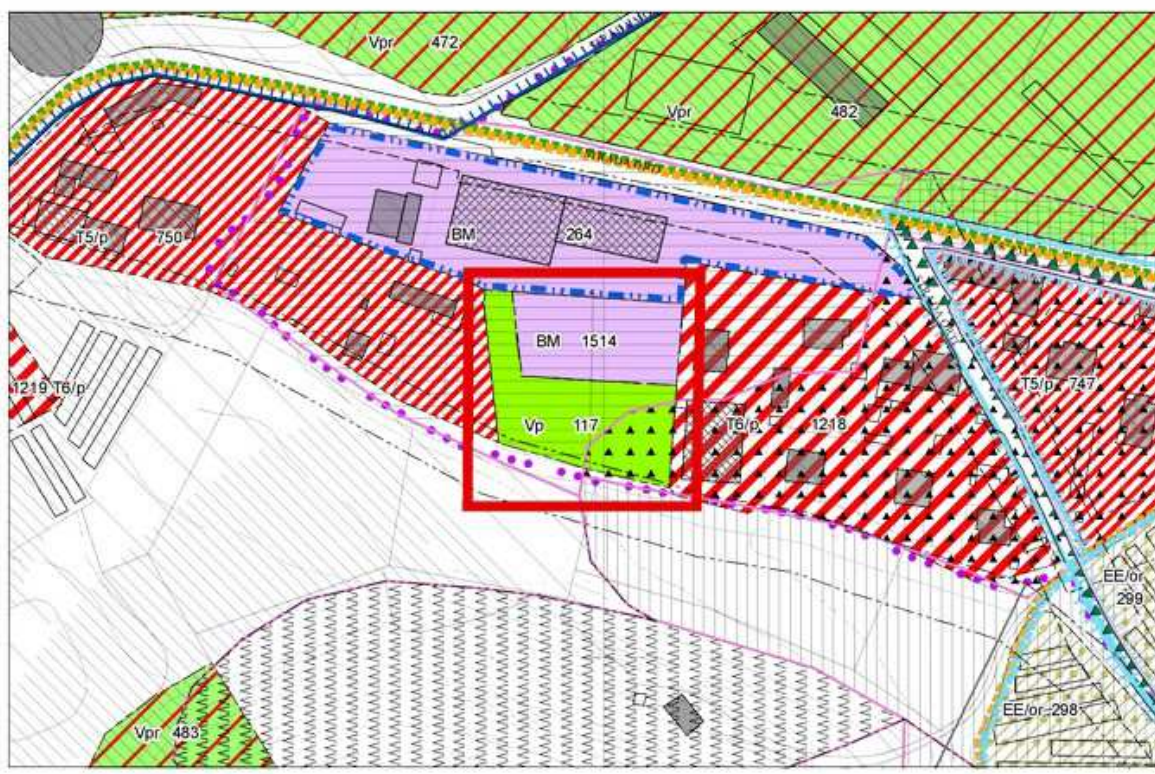 Vpr 472
Vpr 482
T5/p 750
BM 264
BM 1514
1219 T6/p
T5/p 747
Vp 117
T6/p 1218
EE/or 299
EE/or 298
Vpr 483